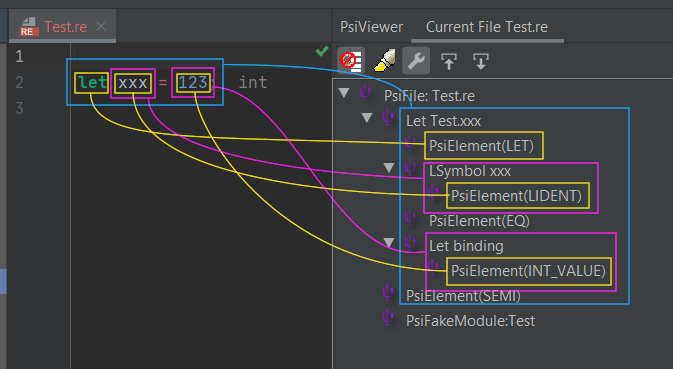 Test.re
RE
1
2
3
let xxx = 123; int
PsiViewer
Current File Test.re
PsiFile: Test.re
Let Test.xxx
PsiElement(LET)
LSymbol xxx
PsiElement(LIDENT)
PsiElement(EQ)
Let binding
PsiElement(INT_VALUE)
PsiElement(SEMI)
PsiFakeModule:Test